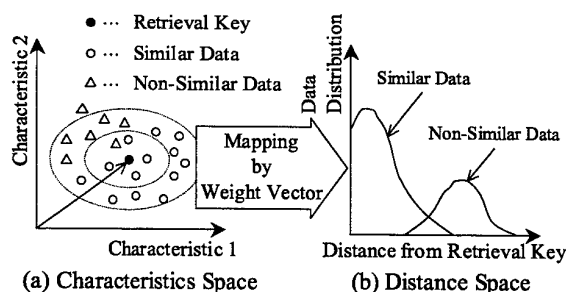 ● ··· Retrieval Key
○ ··· Similar Data
△ ··· Non-Similar Data
Characteristic 2
Characteristic 1
(a) Characteristics Space
Mapping
by
Weight Vector
Data
Distribution
Similar Data
Non-Similar Data
Distance from Retrieval Key
(b) Distance Space